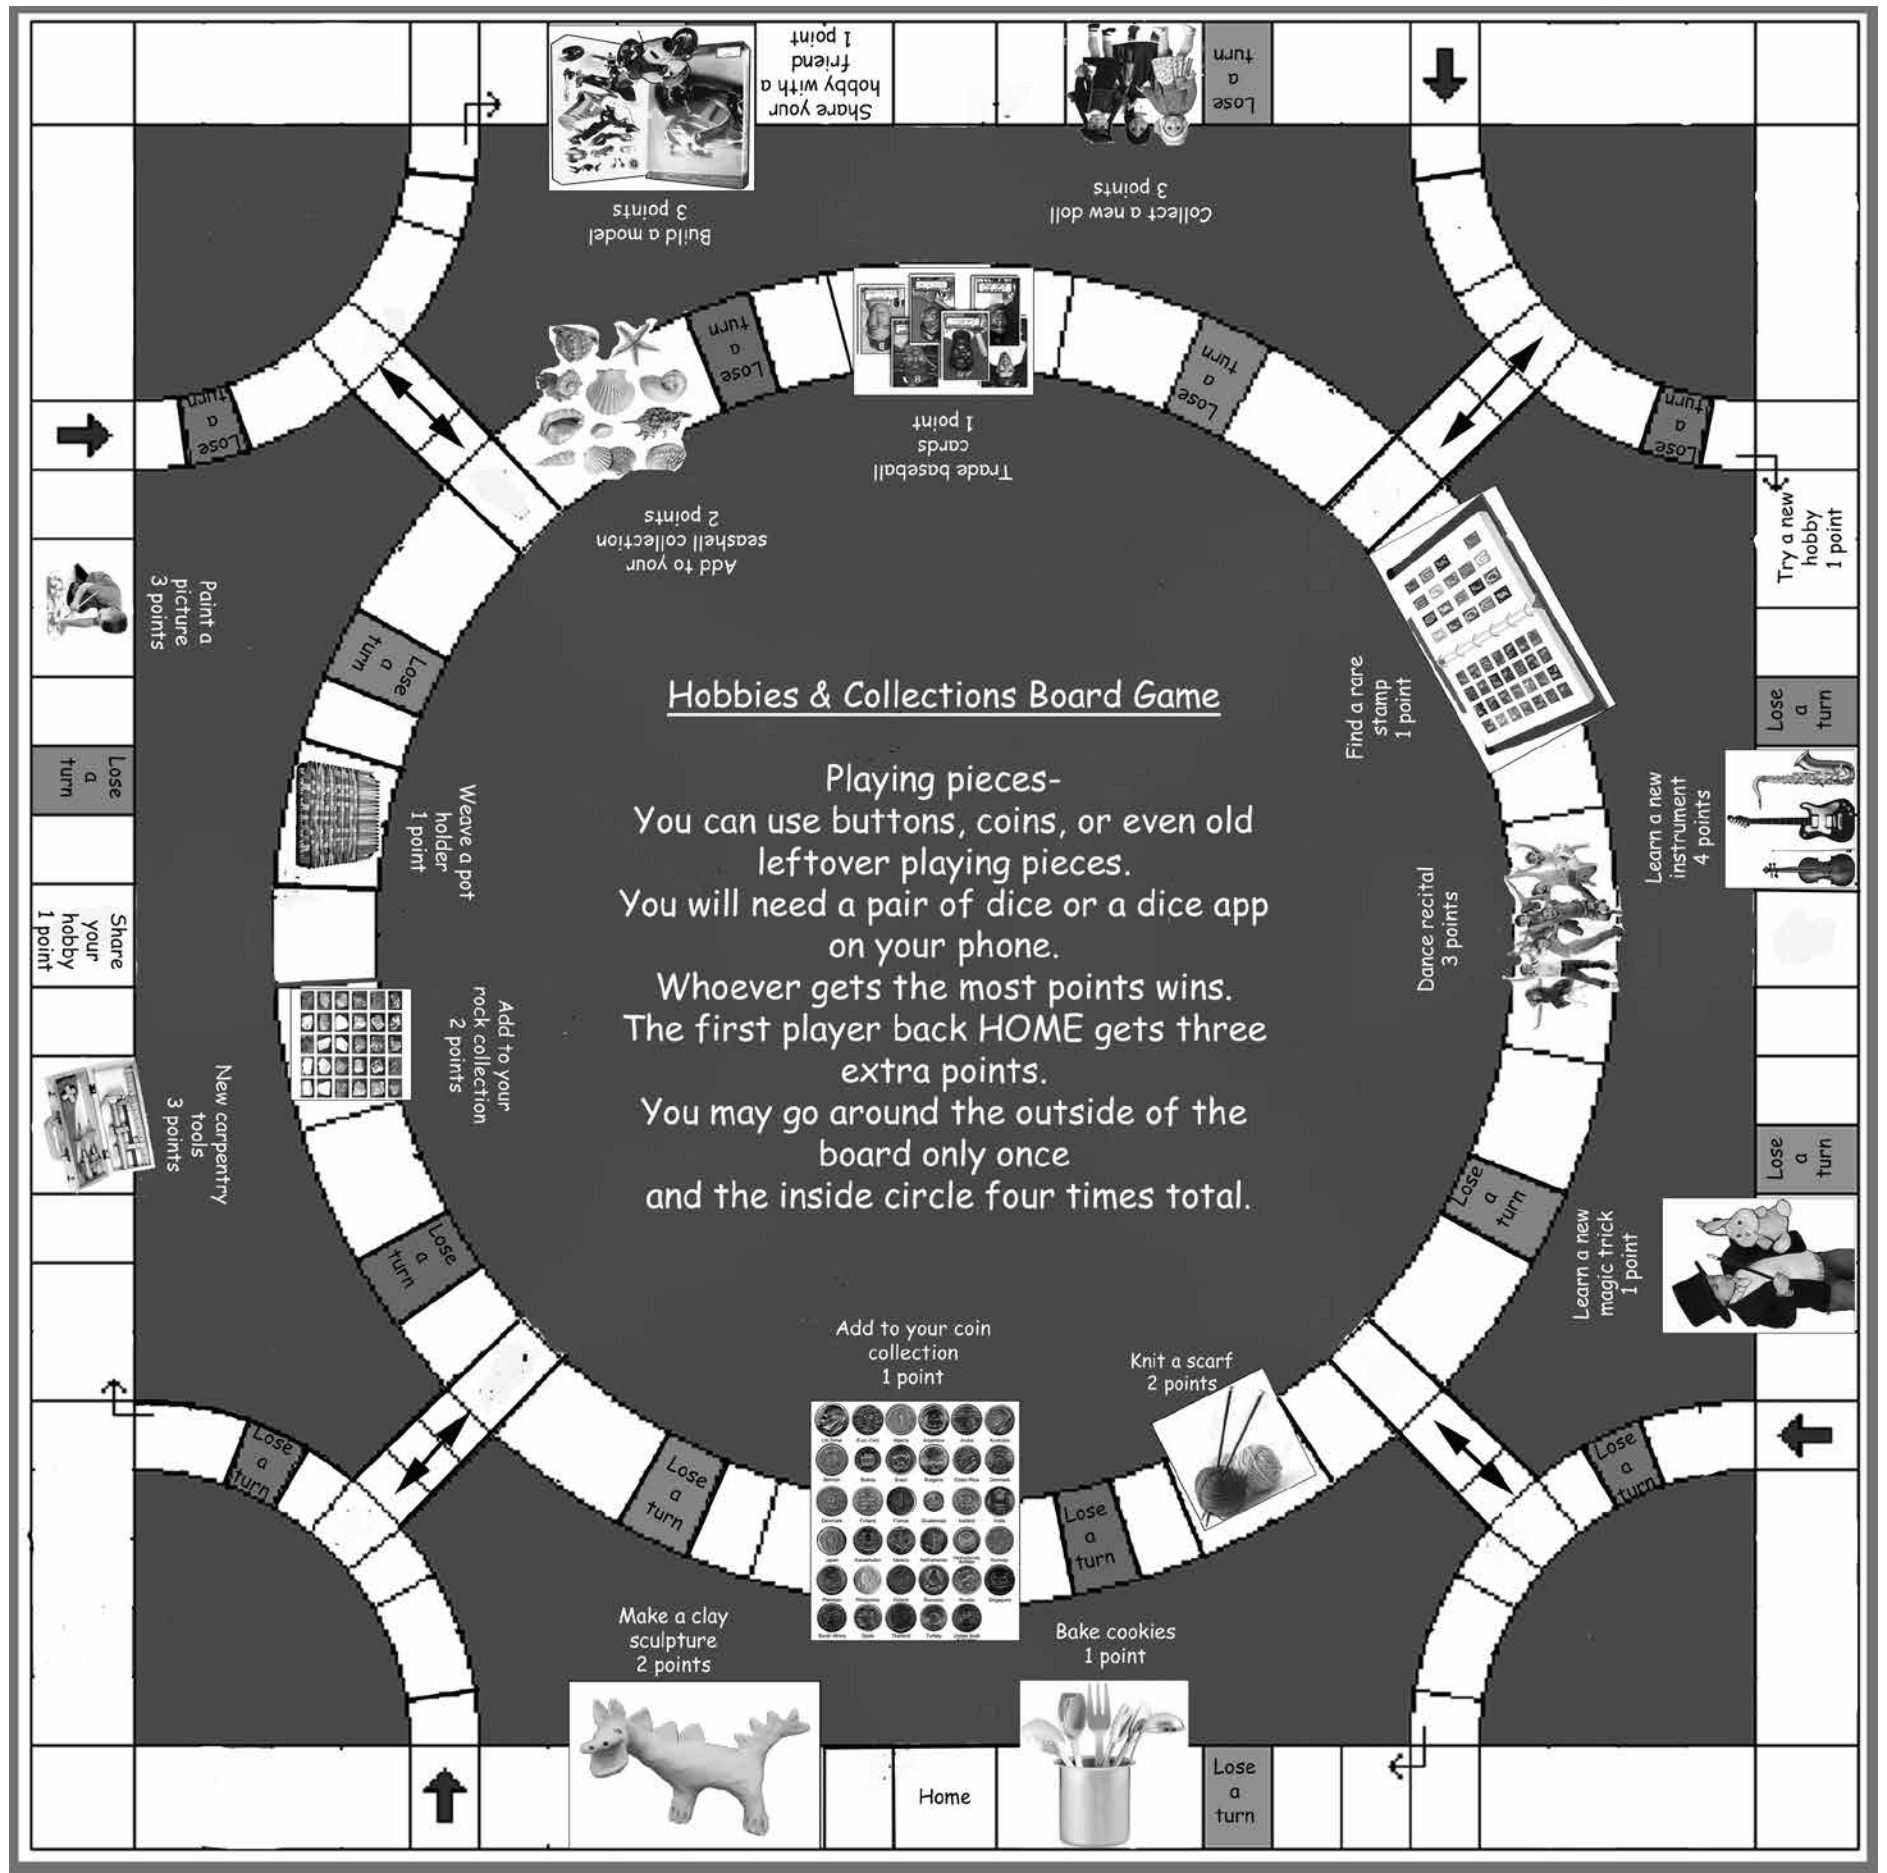 Share your
hobby with a
friend
1 point
Lose
a
turn
Build a model
3 points
Collect a new doll
3 points
Lose
a
turn
Lose
a
turn
Trade baseball
cards
1 point
Lose
a
turn
Lose
a
turn
Lose
a
turn
Add to your
seashell collection
2 points
Try a new
hobby
1 point
Paint a
picture
3 points
Lose
a
turn
Find a rare
stamp
1 point
Lose
a
turn
Lose
a
turn
Hobbies & Collections Board Game
Playing pieces-
You can use buttons, coins, or even old
leftover playing pieces.
You will need a pair of dice or a dice app
on your phone.
Whoever gets the most points wins.
The first player back HOME gets three
extra points.
You may go around the outside of the
board only once
and the inside circle four times total.
Weave a pot
holder
1 point
Learn a new
instrument
4 points
Dance recital
3 points
Share
your
hobby
1 point
Add to your
rock collection
2 points
New carpentry
tools
3 points
Lose
a
turn
Lose
a
turn
Lose
a
turn
Learn a new
magic trick
1 point
Add to your coin
collection
1 point
Knit a scarf
2 points
Lose
a
turn
Lose
a
turn
Lose
a
turn
Lose
a
turn
Make a clay
sculpture
2 points
Bake cookies
1 point
Home
Lose
a
turn